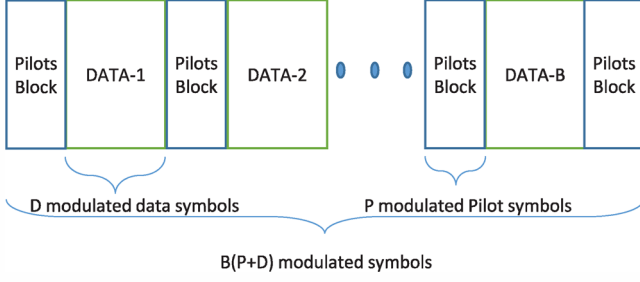 Pilots
Block
DATA-1
Pilots
Block
DATA-2
Pilots
Block
DATA-B
Pilots
Block
D modulated data symbols
P modulated Pilot symbols
B(P+D) modulated symbols